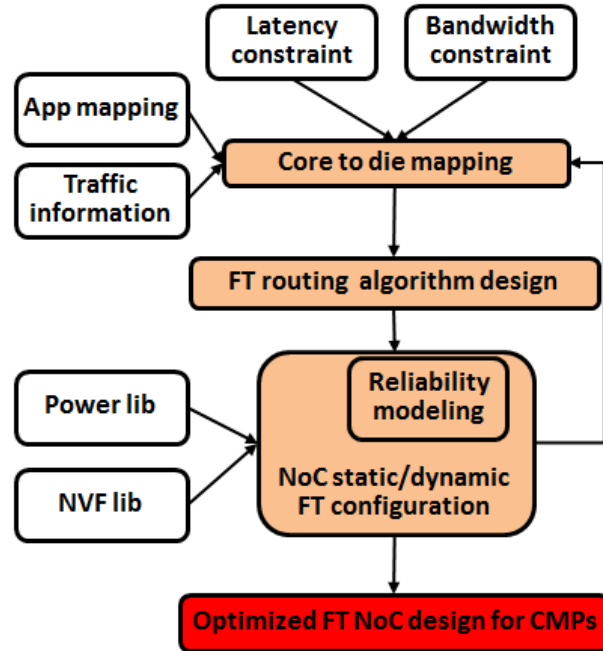 Latency
constraint
Bandwidth
constraint
App mapping
Traffic
information
Core to die mapping
FT routing algorithm design
Reliability
modeling
Power lib
NVF lib
NoC static/dynamic
FT configuration
Optimized FT NoC design for CMPs